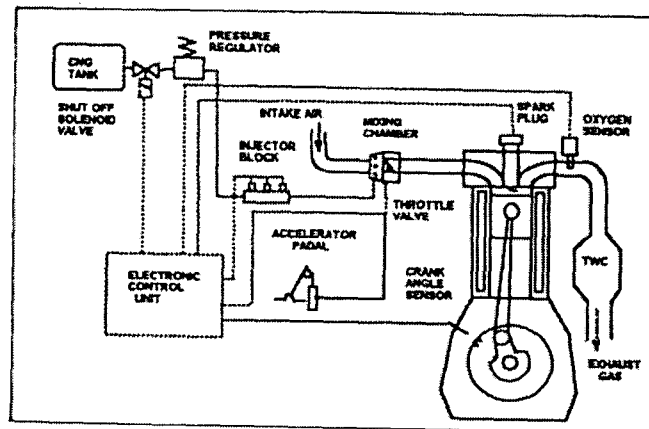 PRESSURE
REGULATOR
CNG
TANK
SHUT OFF
SOLENOID
VALVE
INTAKE AIR
MIXING
CHAMBER
SPARK
PLUG
OXYGEN
SENSOR
INJECTOR
BLOCK
THROTTLE
VALVE
ACCELERATOR
PADAL
ELECTRONIC
CONTROL
UNIT
CRANK
ANGLE
SENSOR
TWC
EXHAUST
GAS